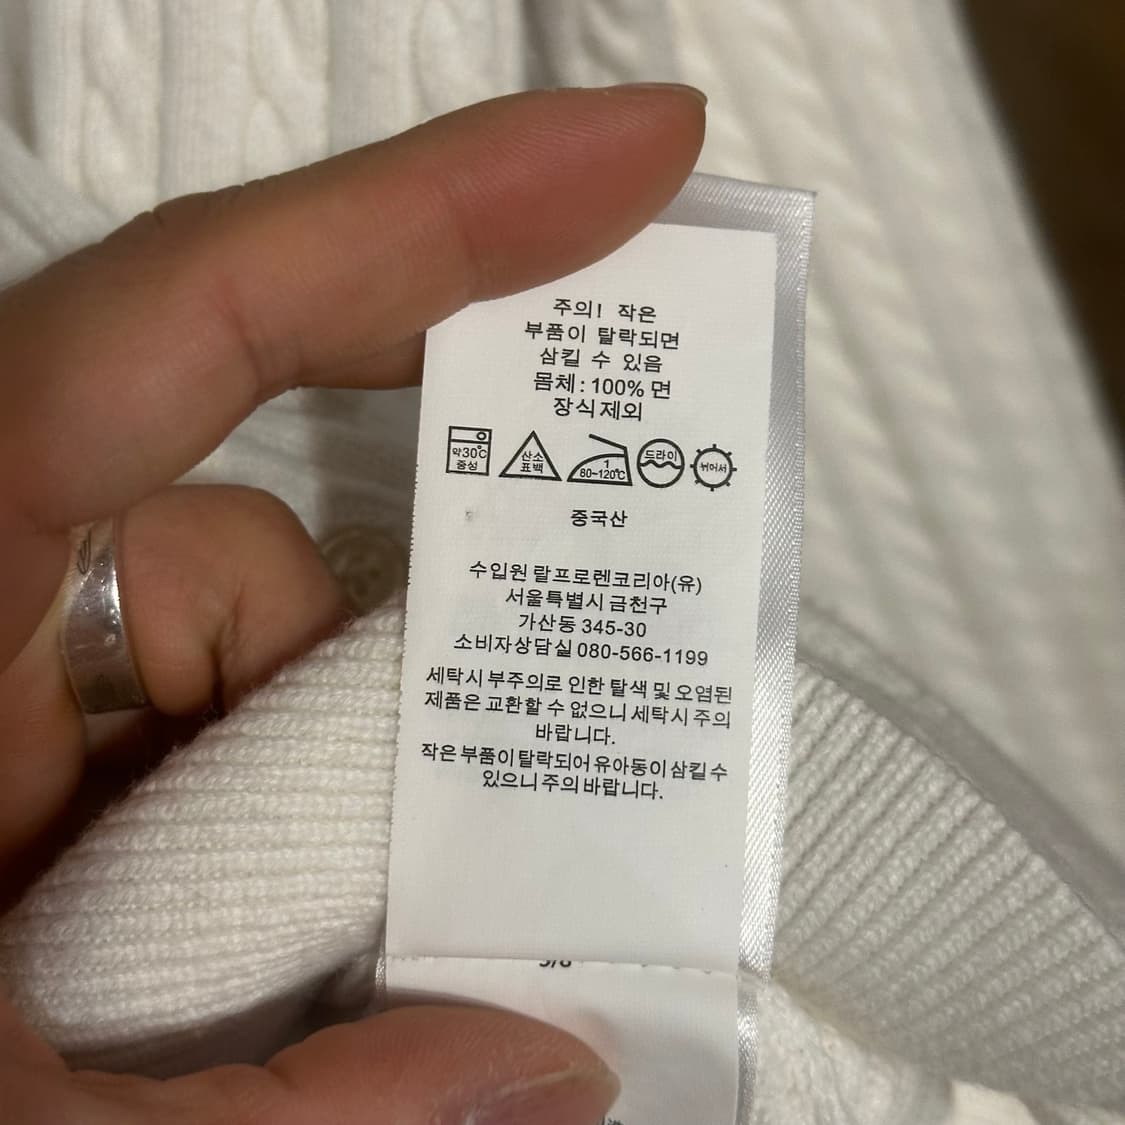 주의! 작은
부품이 탈락되면
삼킬 수 있음
몸체: 100% 면
장식제외
약30℃
중성
산소
표백
1
80~120℃
드라이
뉘어서
중국산
수입원 랄프로렌코리아(유)
서울특별시 금천구
가산동 345-30
소비자상담실 080-566-1199
세탁시 부주의로 인한 탈색 및 오염된
제품은 교환할 수 없으니 세탁시 주의
바랍니다.
작은 부품이 탈락되어 유아동이 삼킬 수
있으니 주의 바랍니다.